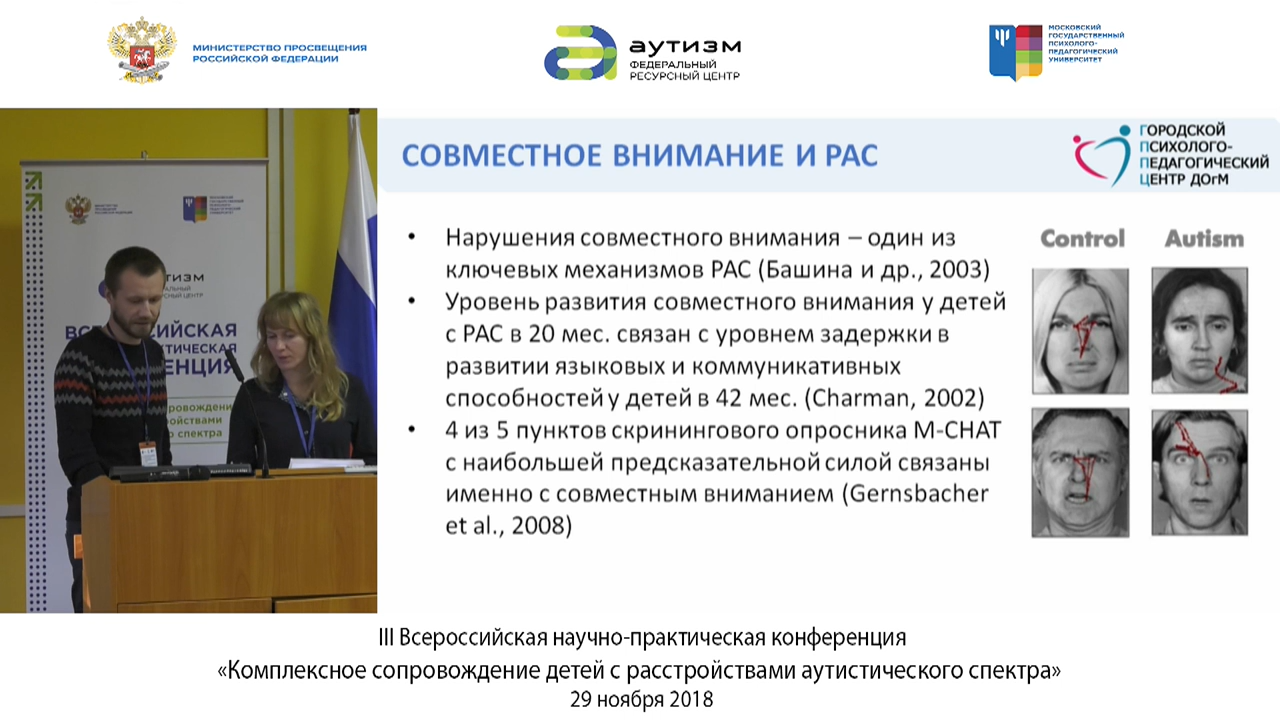 МИНИСТЕРСТВО ПРОСВЕЩЕНИЯ
РОССИЙСКОЙ ФЕДЕРАЦИИ
аутизм
ФЕДЕРАЛЬНЫЙ
РЕСУРСНЫЙ ЦЕНТР
МОСКОВСКИЙ
ГОСУДАРСТВЕННЫЙ
ПСИХОЛОГО-
ПЕДАГОГИЧЕСКИЙ
УНИВЕРСИТЕТ
СОВМЕСТНОЕ ВНИМАНИЕ И РАС
ГОРОДСКОЙ
ПСИХОЛОГО-
ПЕДАГОГИЧЕСКИЙ
ЦЕНТР ДОгМ
• Нарушения совместного внимания – один из
ключевых механизмов РАС (Башина и др., 2003)
• Уровень развития совместного внимания у детей
с РАС в 20 мес. связан с уровнем задержки в
развитии языковых и коммуникативных
способностей у детей в 42 мес. (Charman, 2002)
• 4 из 5 пунктов скринингового опросника M-CHAT
с наибольшей предсказательной силой связаны
именно с совместным вниманием (Gernsbacher
et al., 2008)
Control Autism
III Всероссийская научно-практическая конференция
«Комплексное сопровождение детей с расстройствами аутистического спектра»
29 ноября 2018